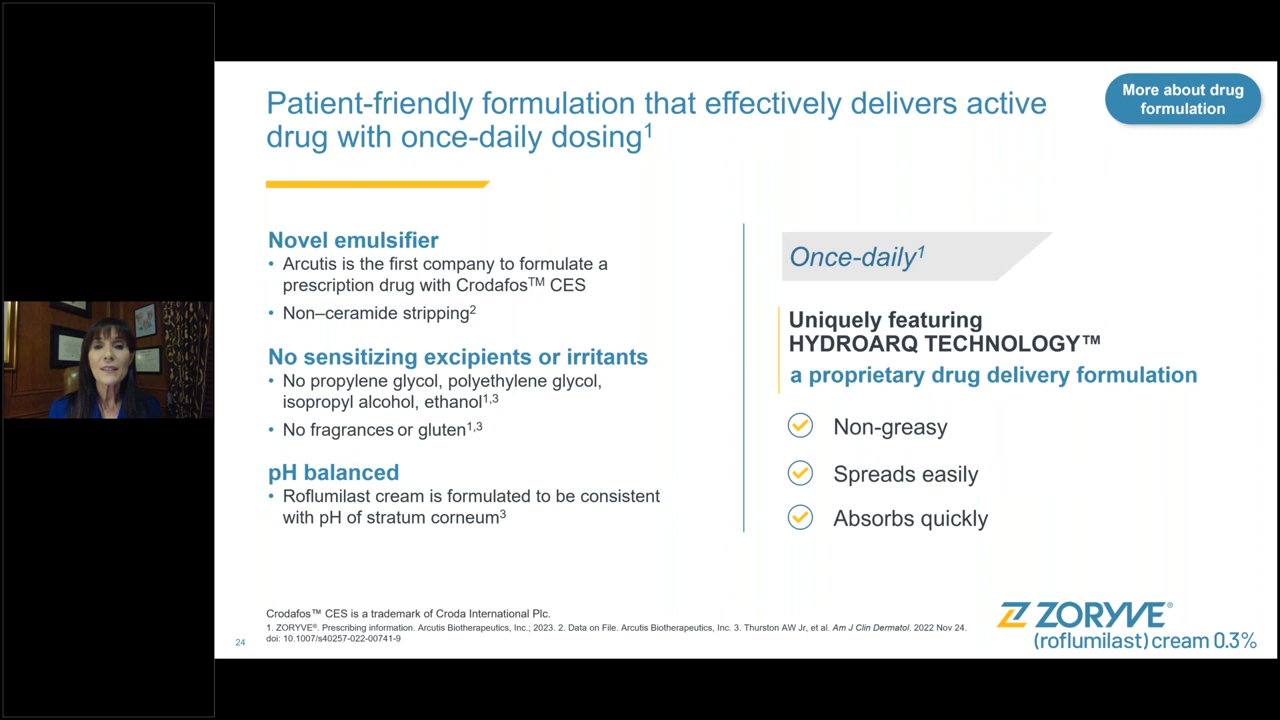 Patient-friendly formulation that effectively delivers active
drug with once-daily dosing1
More about drug
formulation
Novel emulsifier
• Arcutis is the first company to formulate a
prescription drug with Crodafos™ CES
• Non–ceramide stripping2
No sensitizing excipients or irritants
• No propylene glycol, polyethylene glycol,
isopropyl alcohol, ethanol1,3
• No fragrances or gluten1,3
pH balanced
• Roflumilast cream is formulated to be consistent
with pH of stratum corneum3
Once-daily1
Uniquely featuring
HYDROARQ TECHNOLOGY™
a proprietary drug delivery formulation
Non-greasy
Spreads easily
Absorbs quickly
Crodafos™ CES is a trademark of Croda International Plc.
1. ZORYVE®. Prescribing information. Arcutis Biotherapeutics, Inc.; 2023. 2. Data on File. Arcutis Biotherapeutics, Inc. 3. Thurston AW Jr, et al. Am J Clin Dermatol. 2022 Nov 24.
doi: 10.1007/s40257-022-00741-9
24
ZORYVE®
(roflumilast) cream 0.3%